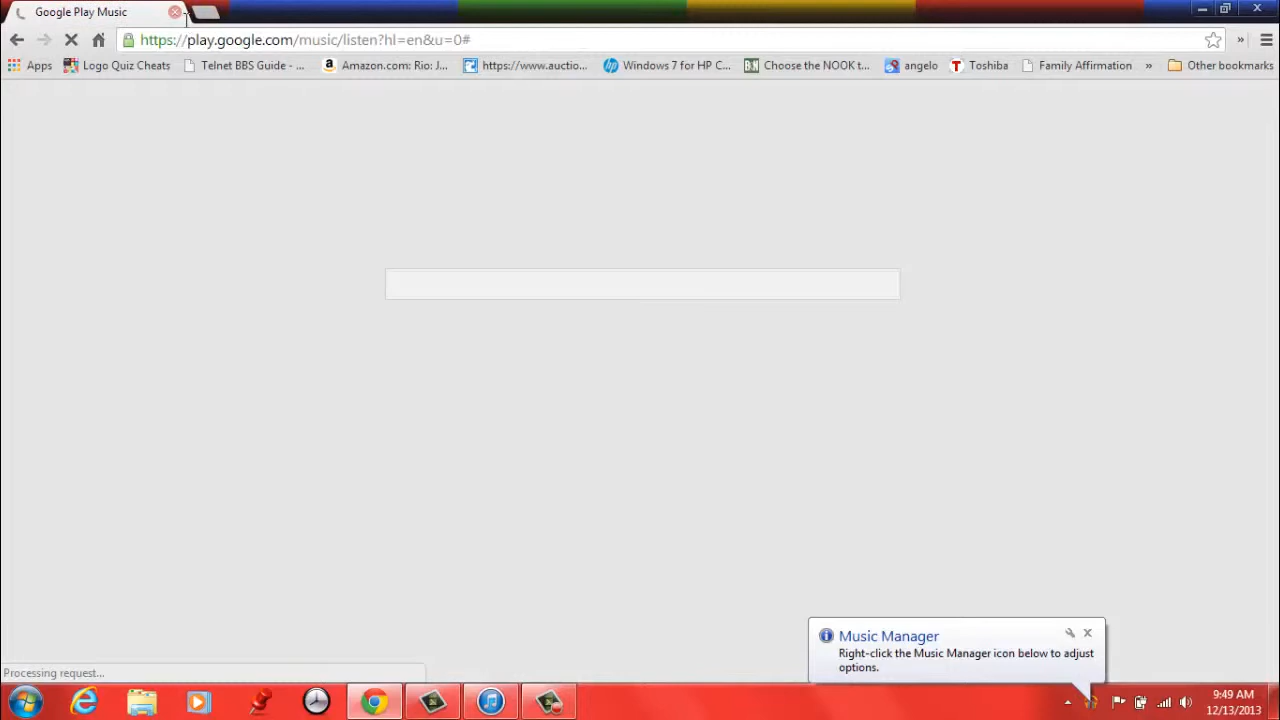 Google Play Music
https://play.google.com/music/listen?hl=en&u=0#
Apps Logo Quiz Cheats Telnet BBS Guide - ... Amazon.com: Rio: J... https://www.auctio... Windows 7 for HP C... Choose the NOOK t... angelo Toshiba Family Affirmation » Other bookmarks
Music Manager
Right-click the Music Manager icon below to adjust
options.
Processing request...
9:49 AM
12/13/2013